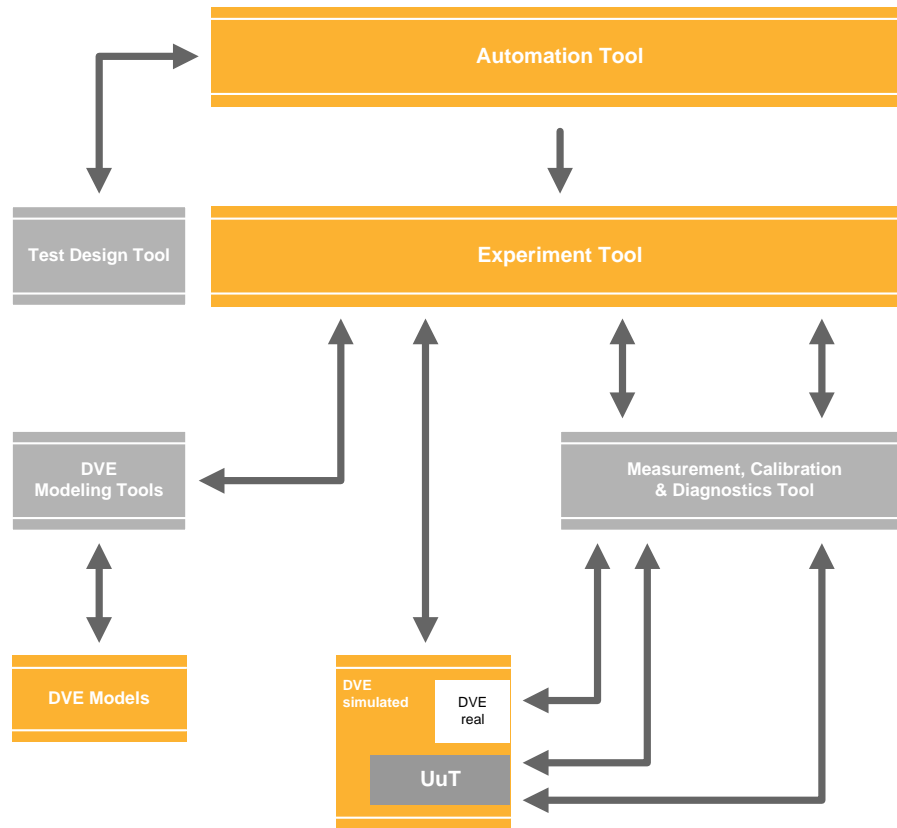 Automation Tool
Test Design Tool
Experiment Tool
DVE
Modeling Tools
Measurement, Calibration
& Diagnostics Tool
DVE Models
DVE
simulated
DVE
real
UuT